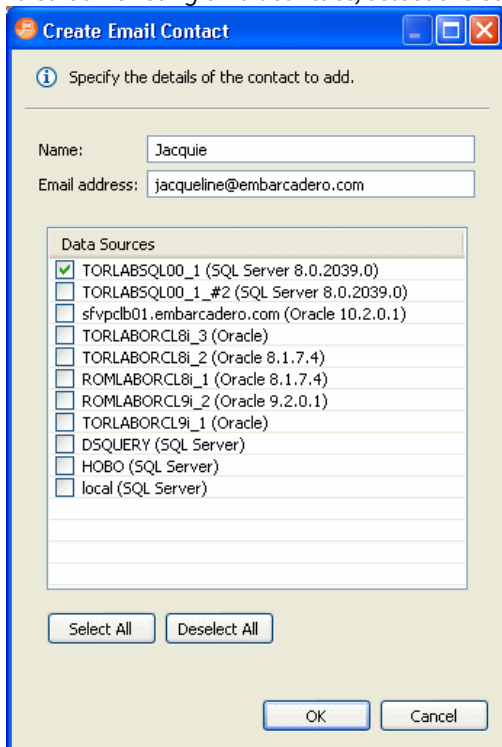 Create Email Contact
Specify the details of the contact to add.
Name: Jacquie
Email address: jacqueline@embarcadero.com
Data Sources
TORLABSQL00_1 (SQL Server 8.0.2039.0)
TORLABSQL00_1_#2 (SQL Server 8.0.2039.0)
sfvpclb01.embarcadero.com (Oracle 10.2.0.1)
TORLABORCL8i_3 (Oracle)
TORLABORCL8i_2 (Oracle 8.1.7.4)
ROMLABORCL8i_1 (Oracle 8.1.7.4)
ROMLABORCL9i_2 (Oracle 9.2.0.1)
TORLABORCL9i_1 (Oracle)
DSQUERY (SQL Server)
HOBO (SQL Server)
local (SQL Server)
Select All Deselect All
OK Cancel